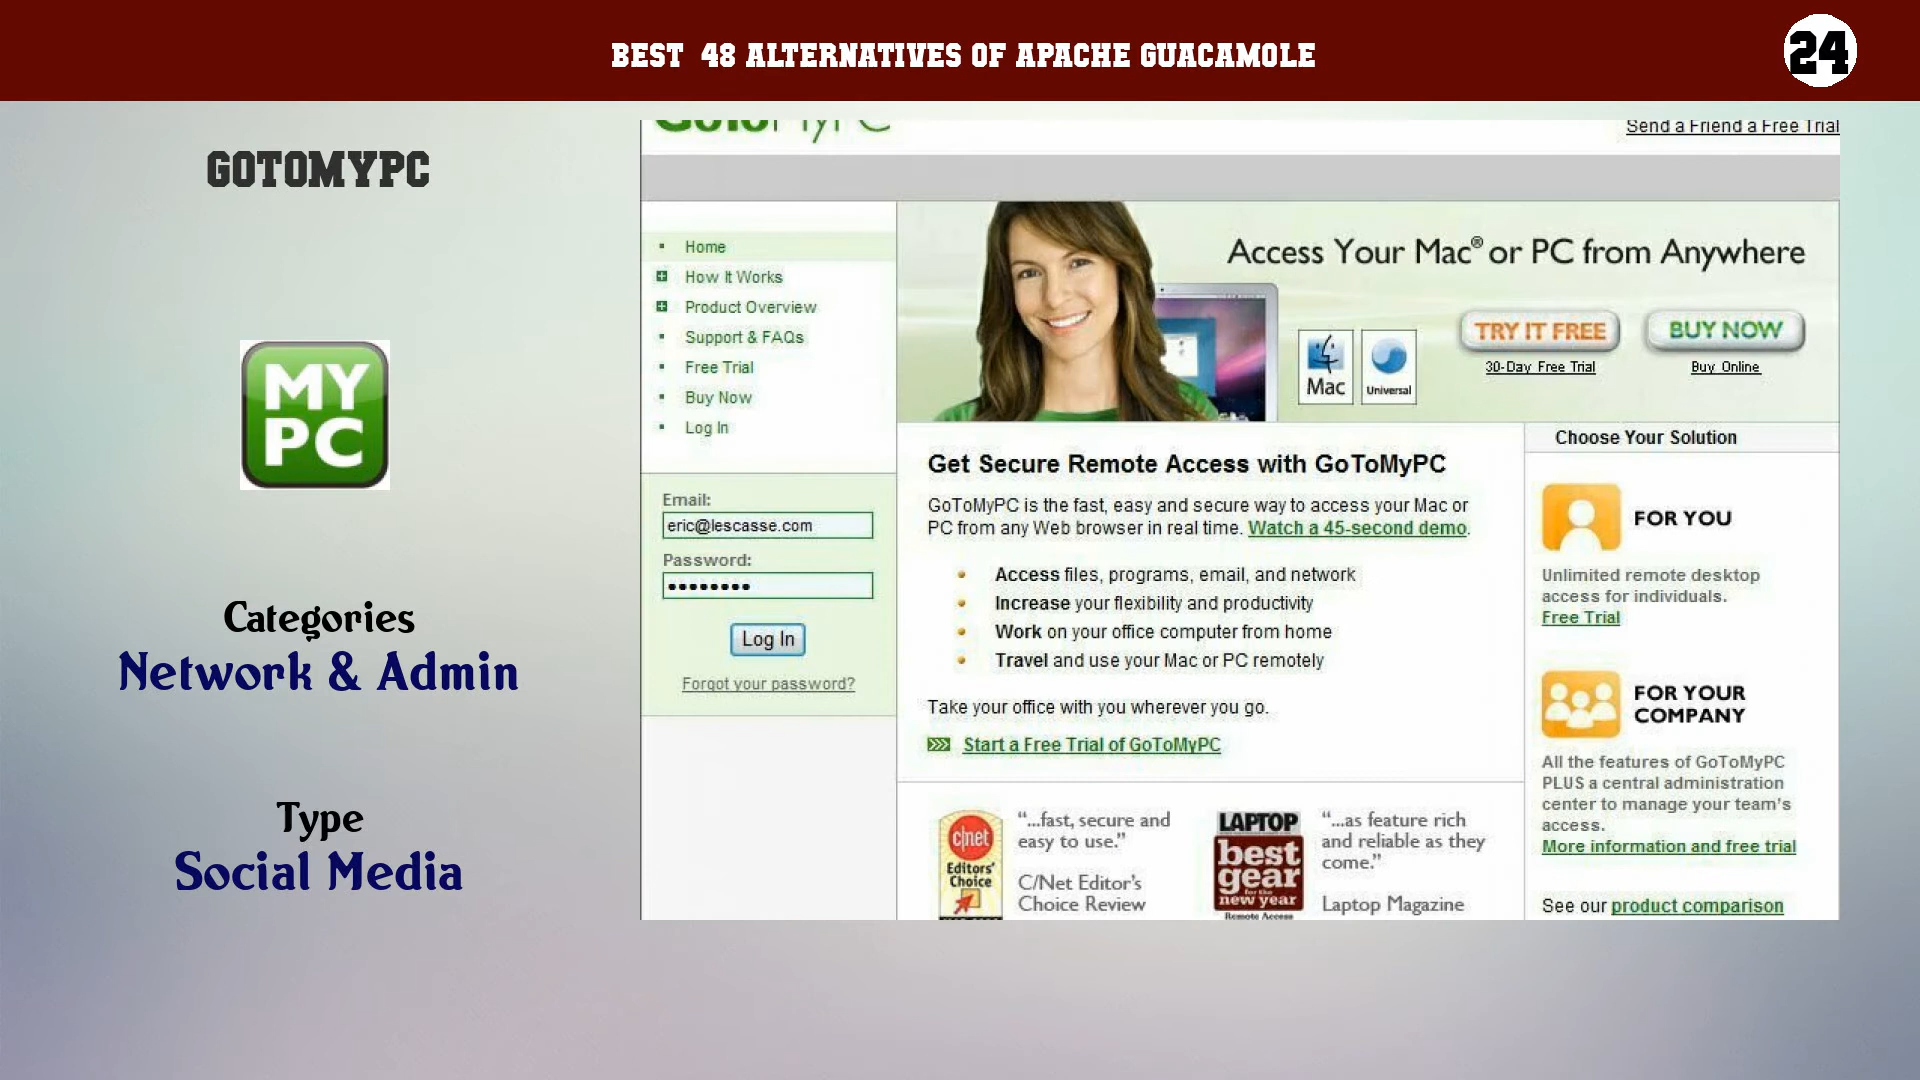 BEST 48 ALTERNATIVES OF APACHE GUACAMOLE
24
GOTOMYPC
MY
PC
Categories
Network & Admin
Type
Social Media
GoToMyPC
Send a Friend a Free Trial
Home
How It Works
Product Overview
Support & FAQs
Free Trial
Buy Now
Log In
Email:
eric@lescasse.com
Password:
••••••••
Log In
Forgot your password?
Access Your Mac® or PC from Anywhere
Mac
Universal
TRY IT FREE
30-Day Free Trial
BUY NOW
Buy Online
Get Secure Remote Access with GoToMyPC
GoToMyPC is the fast, easy and secure way to access your Mac or
PC from any Web browser in real time. Watch a 45-second demo.
Access files, programs, email, and network
Increase your flexibility and productivity
Work on your office computer from home
Travel and use your Mac or PC remotely
Take your office with you wherever you go.
Start a Free Trial of GoToMyPC
c|net
Editors'
Choice
“...fast, secure and
easy to use.”
C/Net Editor's
Choice Review
LAPTOP
best
gear
for the
new year
Remote Access
“...as feature rich
and reliable as they
come.”
Laptop Magazine
Choose Your Solution
FOR YOU
Unlimited remote desktop
access for individuals.
Free Trial
FOR YOUR
COMPANY
All the features of GoToMyPC
PLUS a central administration
center to manage your team's
access.
More information and free trial
See our product comparison